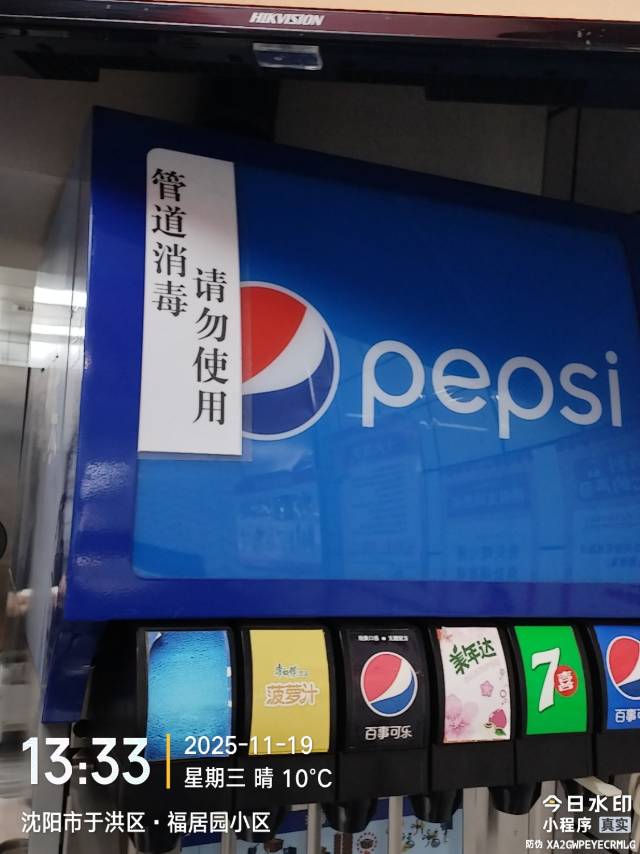 HIKVISION
管道消毒
请勿使用
pepsi
菠萝汁
百事可乐
美年达
7喜
百事可
13:33
2025-11-19
星期三 晴 10°C
沈阳市于洪区·福居园小区
今日水印
小程序 真实
防伪 XA2GWPEYECRMLG